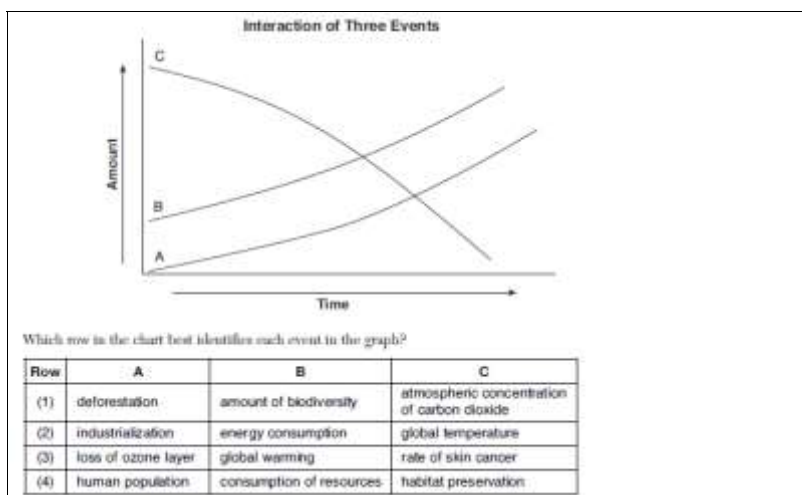 Interaction of Three Events
C
Amount
B
A
Time
Which row in the chart best identifies each event in the graph?
Row A B C
(1) deforestation amount of biodiversity atmospheric concentration of carbon dioxide
(2) industrialization energy consumption global temperature
(3) loss of ozone layer global warming rate of skin cancer
(4) human population consumption of resources habitat preservation